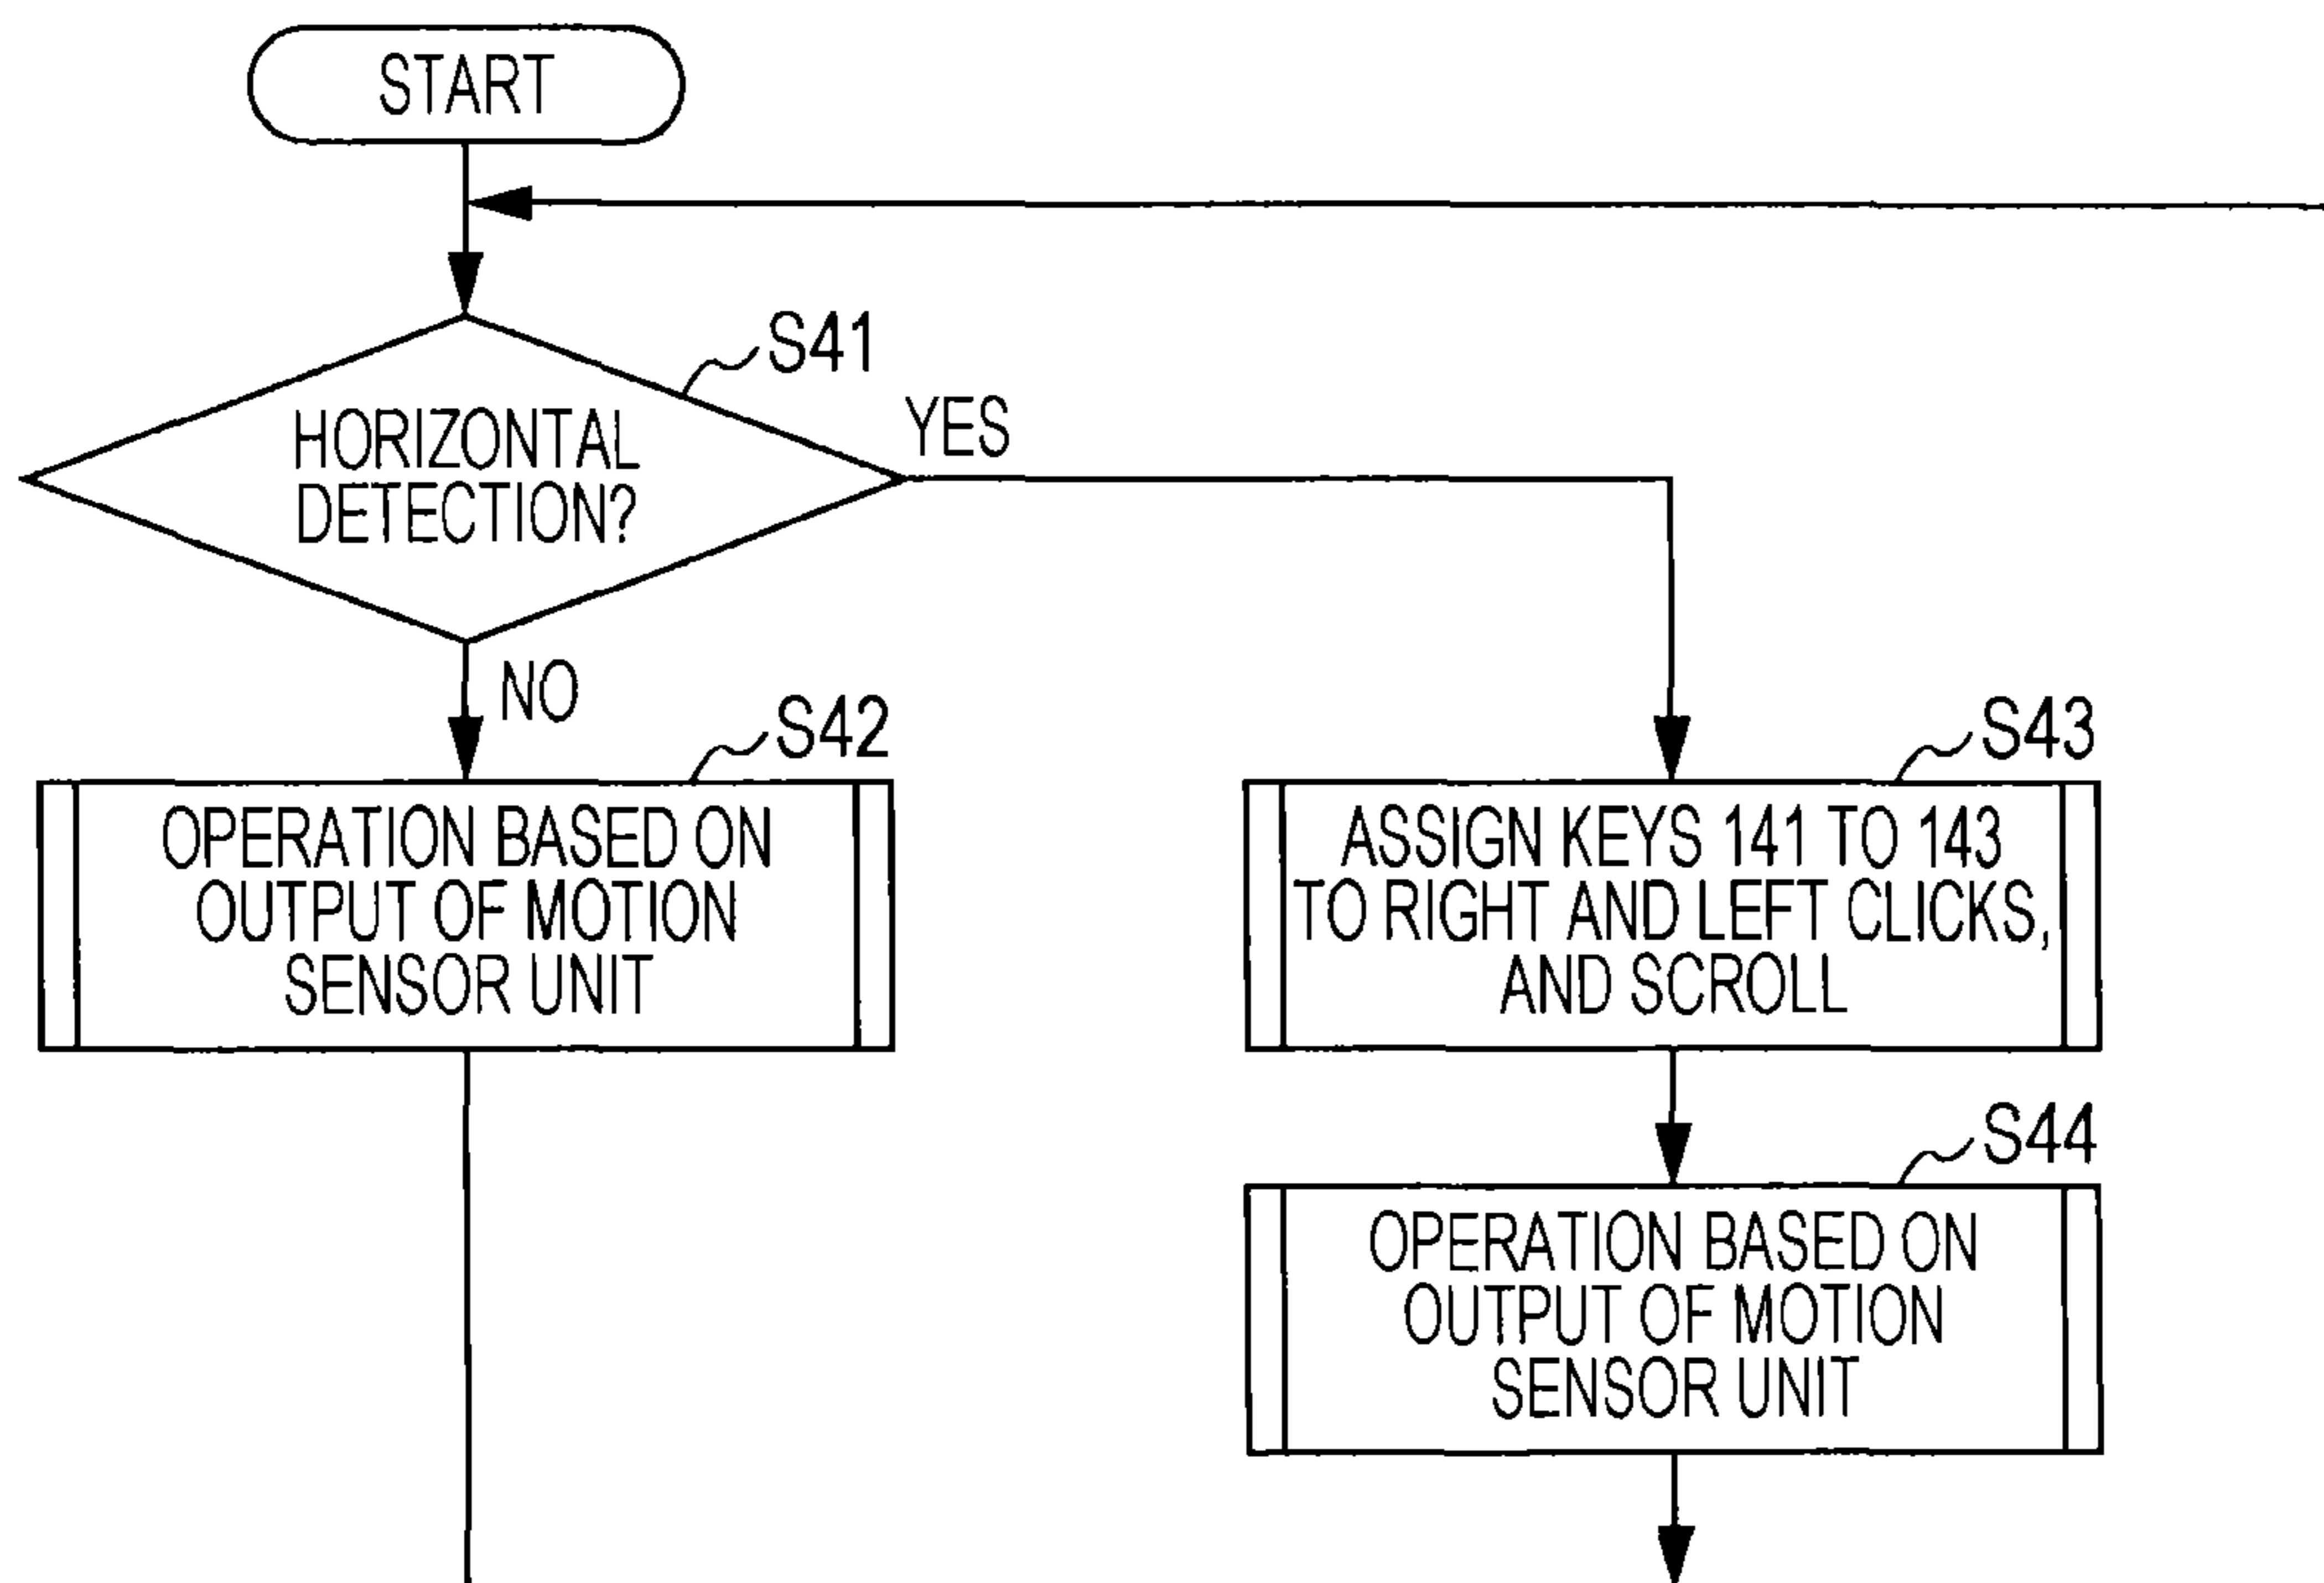 START
S41
HORIZONTAL
DETECTION?
YES
NO
S42
OPERATION BASED ON
OUTPUT OF MOTION
SENSOR UNIT
S43
ASSIGN KEYS 141 TO 143
TO RIGHT AND LEFT CLICKS,
AND SCROLL
S44
OPERATION BASED ON
OUTPUT OF MOTION
SENSOR UNIT